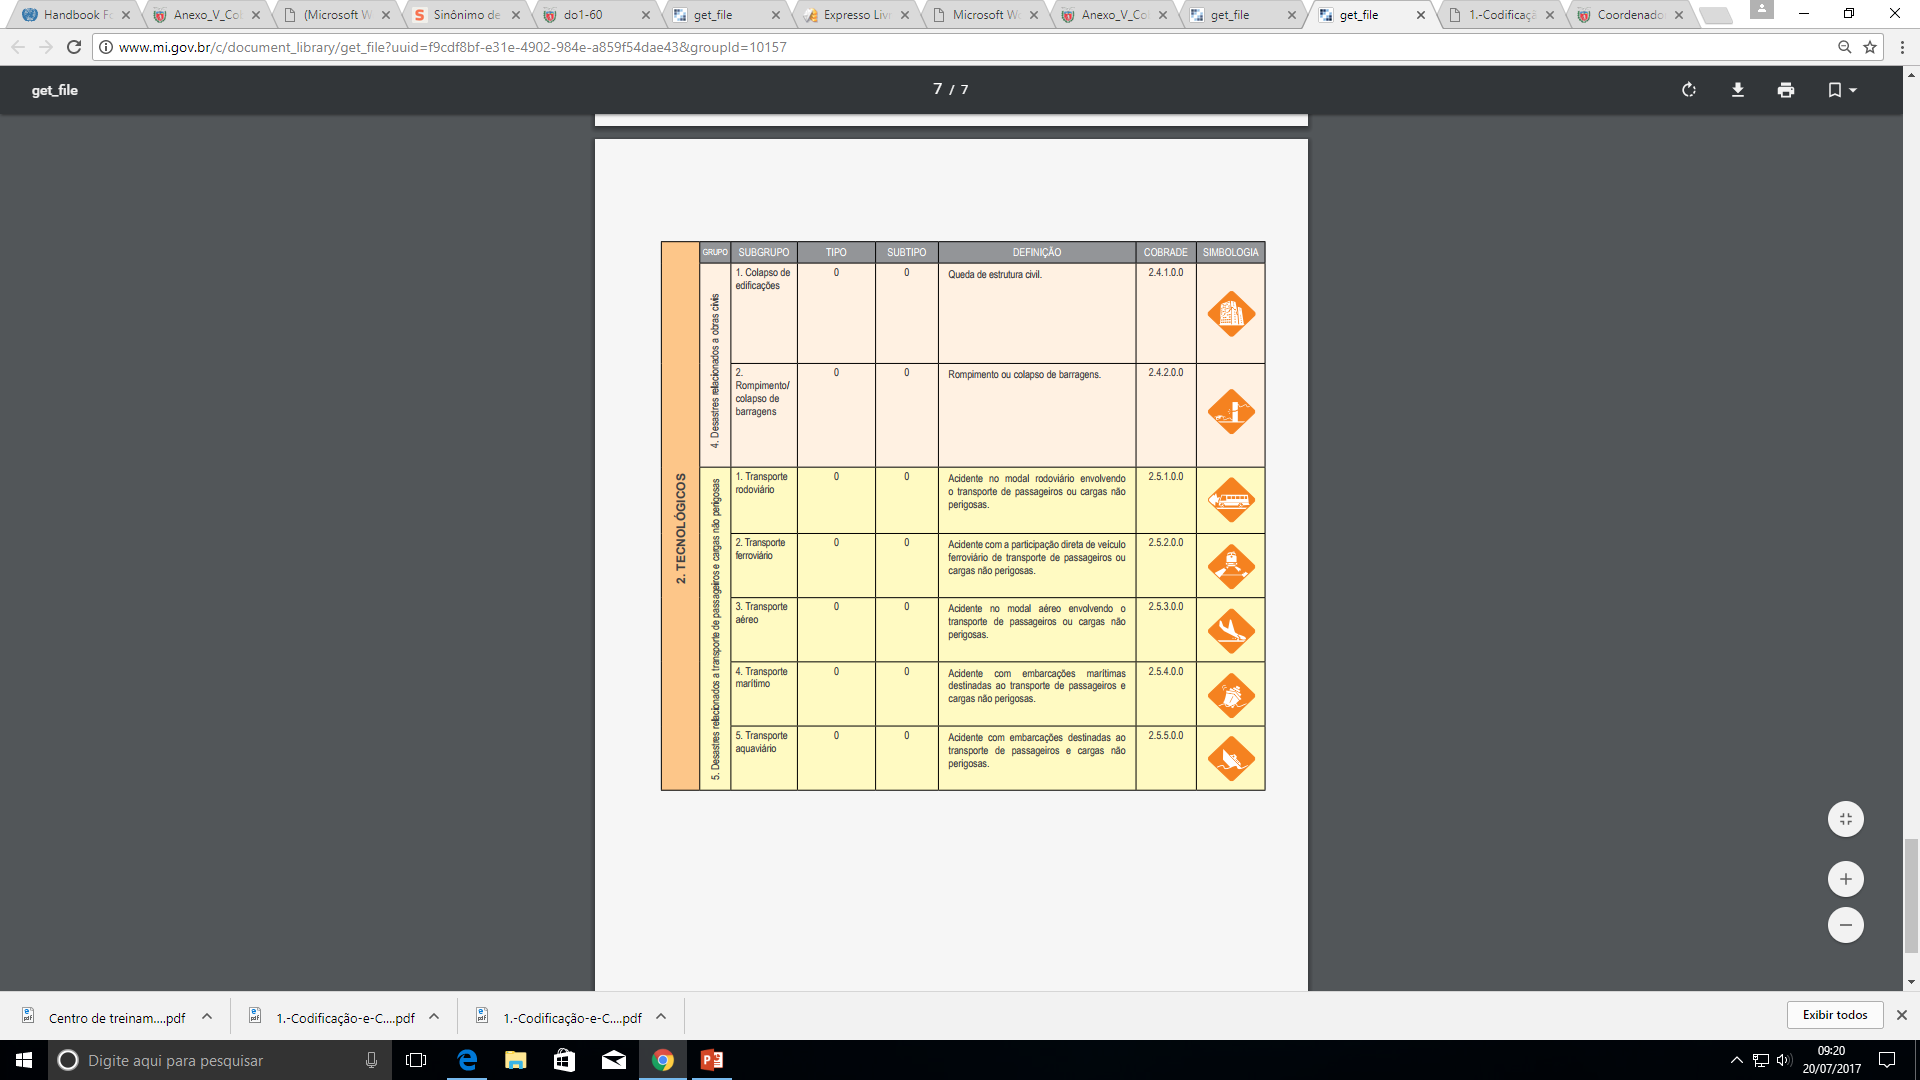 Handbook Fo
Anexo_V_Col
(Microsoft W
Sinônimo de
do1-60
get_file
Expresso Livr
Microsoft W
Anexo_V_Col
get_file
get_file
1.-Codificaçã
Coordenado
www.mi.gov.br/c/document_library/get_file?uuid=f9cdf8bf-e31e-4902-984e-a859f54dae43&groupId=10157
get_file
7 / 7
2. TECNOLÓGICOS
GRUPO SUBGRUPO TIPO SUBTIPO DEFINIÇÃO COBRADE SIMBOLOGIA
4. Desastres relacionados a obras civis
1. Colapso de
edificações
0 0 Queda de estrutura civil. 2.4.1.0.0
2.
Rompimento/
colapso de
barragens
0 0 Rompimento ou colapso de barragens. 2.4.2.0.0
5. Desastres relacionados a transporte de passageiros e cargas não perigosas
1. Transporte
rodoviário
0 0
Acidente no modal rodoviário envolvendo
o transporte de passageiros ou cargas não
perigosas.
2.5.1.0.0
2. Transporte
ferroviário
0 0
Acidente com a participação direta de veículo
ferroviário de transporte de passageiros ou
cargas não perigosas.
2.5.2.0.0
3. Transporte
aéreo
0 0
Acidente no modal aéreo envolvendo o
transporte de passageiros ou cargas não
perigosas.
2.5.3.0.0
4. Transporte
marítimo
0 0
Acidente com embarcações marítimas
destinadas ao transporte de passageiros e
cargas não perigosas.
2.5.4.0.0
5. Transporte
aquaviário
0 0
Acidente com embarcações destinadas ao
transporte de passageiros e cargas não
perigosas.
2.5.5.0.0
Centro de treinam....pdf
1.-Codificação-e-C....pdf
1.-Codificação-e-C....pdf
Exibir todos
Digite aqui para pesquisar
09:20
20/07/2017